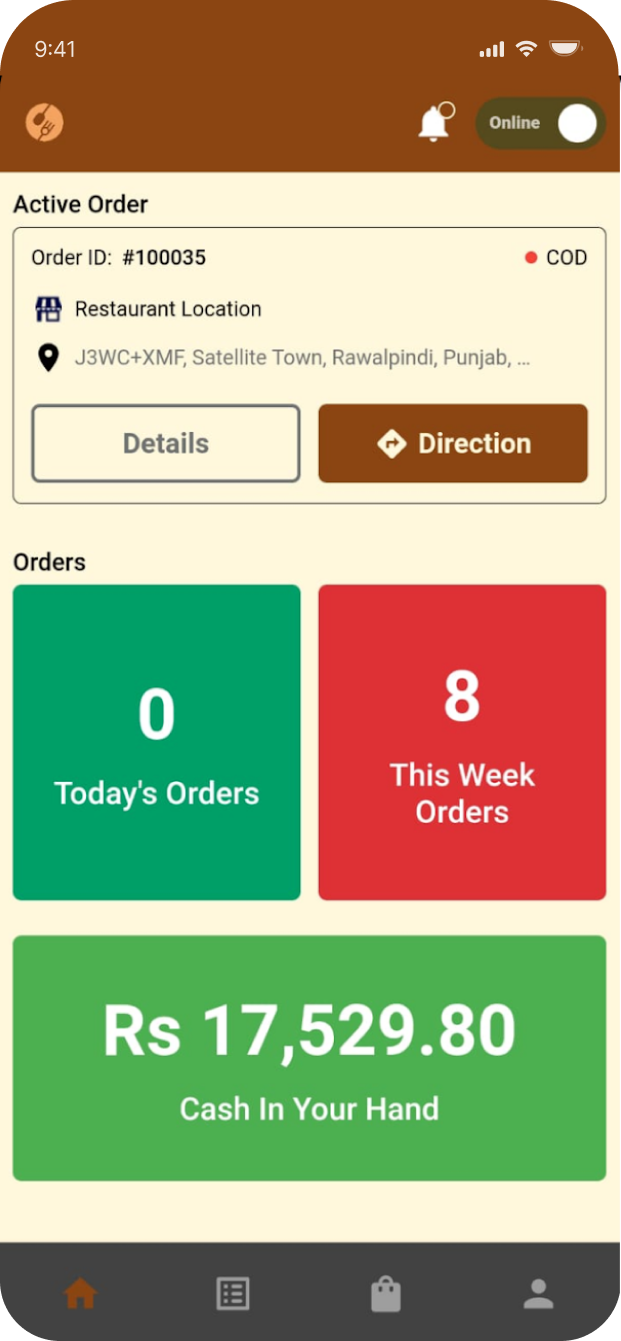 9:41
Online
Active Order
Order ID: #100035
COD
Restaurant Location
J3WC+XMF, Satellite Town, Rawalpindi, Punjab, ...
Details
Direction
Orders
0
Today's Orders
8
This Week
Orders
Rs 17,529.80
Cash In Your Hand